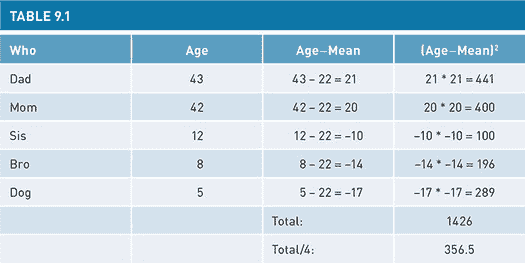 TABLE 9.1
Who Age Age–Mean (Age–Mean)²
Dad 43 43 – 22 = 21 21 * 21 = 441
Mom 42 42 – 22 = 20 20 * 20 = 400
Sis 12 12 – 22 = –10 –10 * –10 = 100
Bro 8 8 – 22 = –14 –14 * –14 = 196
Dog 5 5 – 22 = –17 –17 * –17 = 289
Total: 1426
Total/4: 356.5